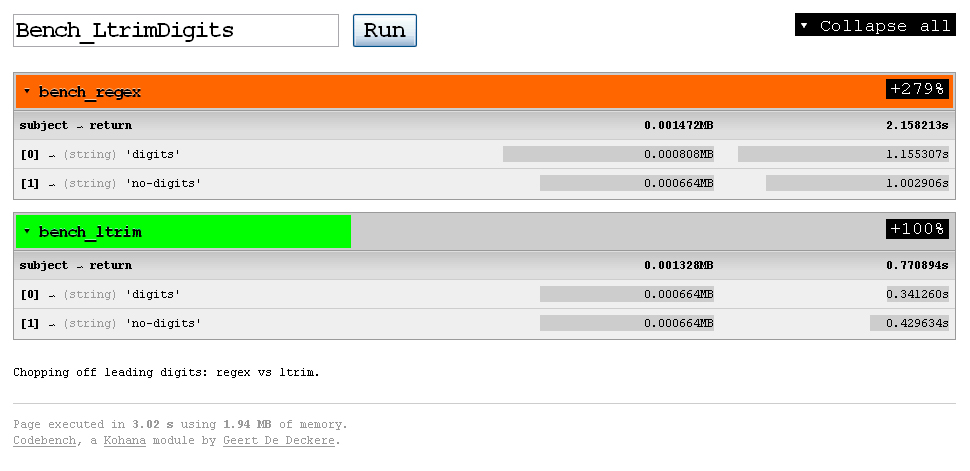 Bench_LtrimDigits Run ▾ Collapse all
▾ bench_regex +279%
subject → return 0.001472MB 2.158213s
[0] → (string) 'digits' 0.000808MB 1.155307s
[1] → (string) 'no-digits' 0.000664MB 1.002906s
▾ bench_ltrim +100%
subject → return 0.001328MB 0.770894s
[0] → (string) 'digits' 0.000664MB 0.341260s
[1] → (string) 'no-digits' 0.000664MB 0.429634s
Chopping off leading digits: regex vs ltrim.
Page executed in 3.02 s using 1.94 MB of memory.
Codebench, a Kohana module by Geert De Deckere.